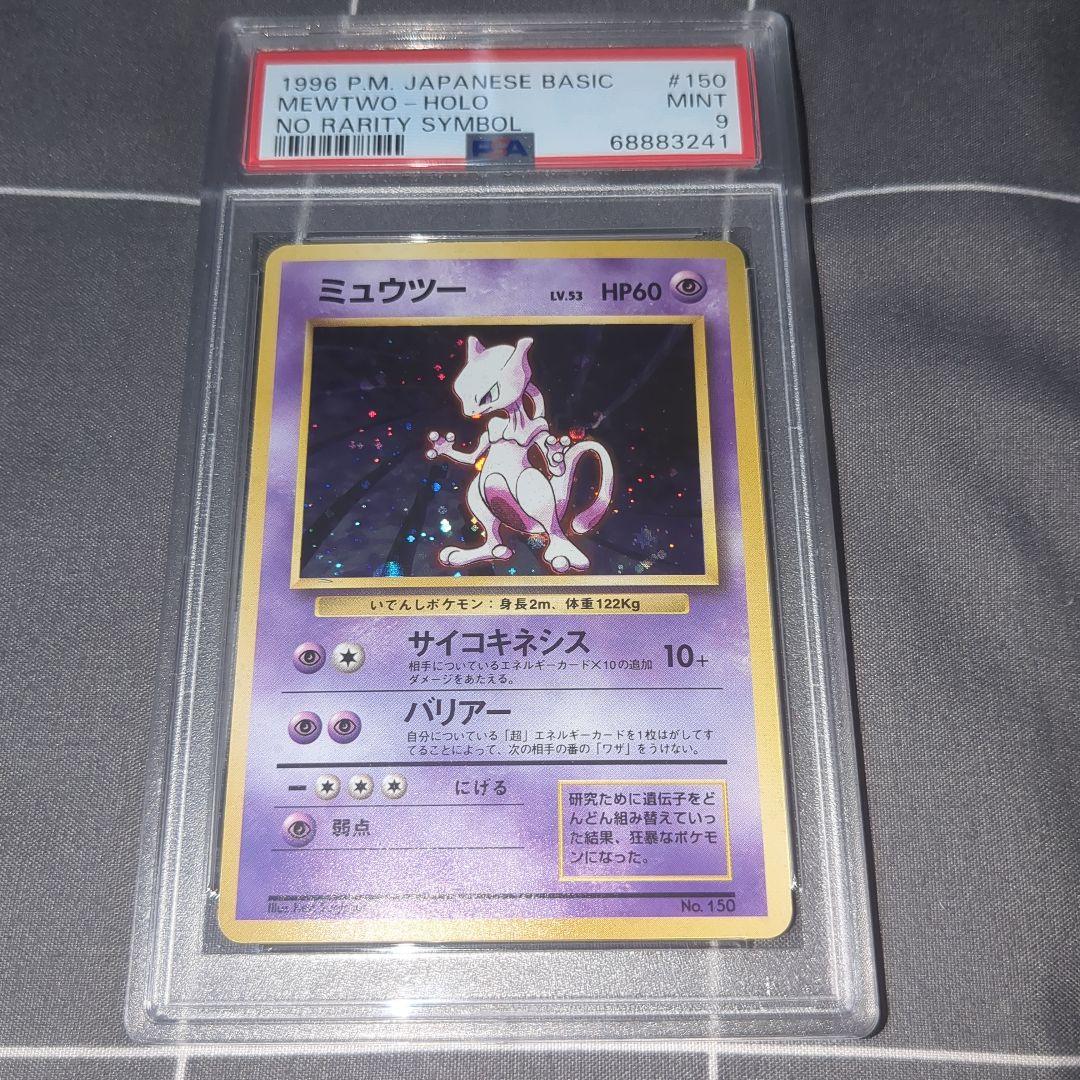 1996 P.M. JAPANESE BASIC #150
MEWTWO - HOLO MINT
NO RARITY SYMBOL 9
PSA 68883241
ミュウツー LV.53 HP60
いでんしポケモン:身長2m、体重122Kg
サイコキネシス 10+
相手についているエネルギーカード×10の追加
ダメージをあたえる。
バリアー
自分についている「超」エネルギーカードを1枚はがしてす
てることによって、次の相手の番の「ワザ」をうけない。
にげる
弱点
研究ために遺伝子をど
んどん組み替えていっ
た結果、狂暴なポケモ
ンになった。
No. 150